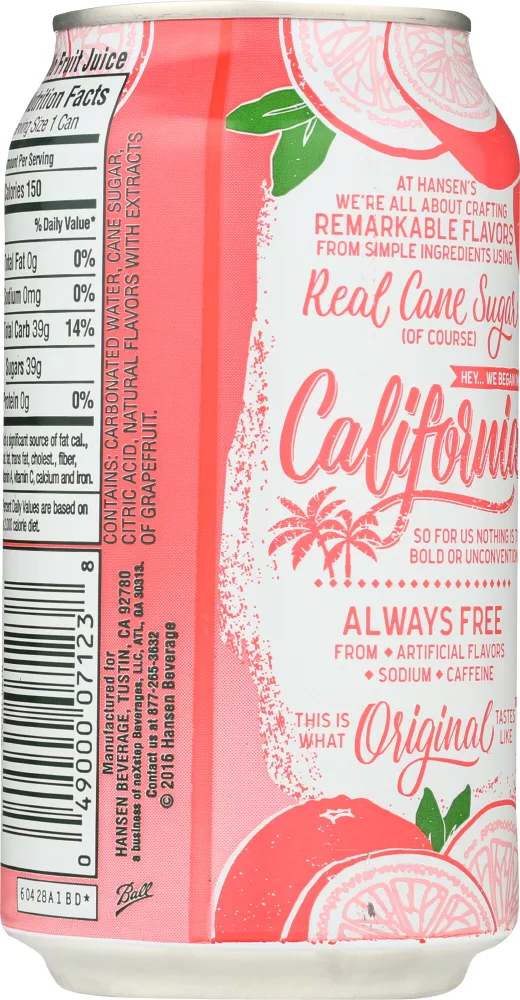 Fruit Juice
Nutrition Facts
Serving Size 1 Can
Amount Per Serving
Calories 150
% Daily Value*
Total Fat 0g 0%
Sodium 0mg 0%
Total Carb 39g 14%
Sugars 39g
Protein 0g 0%
significant source of fat cal.,
fat, trans fat, cholest., fiber,
vitamin C, calcium and iron.
Percent Daily Values are based on
calorie diet.
0 49000 07123 8
60428A1BD*
CONTAINS: CARBONATED WATER, CANE SUGAR,
CITRIC ACID, NATURAL FLAVORS WITH EXTRACTS
OF GRAPEFRUIT.
Manufactured for
HANSEN BEVERAGE, TUSTIN, CA 92780
a business of neXstep Beverages, LLC, ATL, GA 30313.
Contact us at 877-265-3632
© 2016 Hansen Beverage
Ball
AT HANSEN'S
WE'RE ALL ABOUT CRAFTING
REMARKABLE FLAVORS
FROM SIMPLE INGREDIENTS USING
Real Cane Sugar
(OF COURSE)
HEY... WE BEGAN IN
California
SO FOR US NOTHING IS
BOLD OR UNCONVENTION
ALWAYS FREE
FROM ◆ ARTIFICIAL FLAVORS
◆ SODIUM ◆ CAFFEINE
THIS IS WHAT Original TASTES LIKE